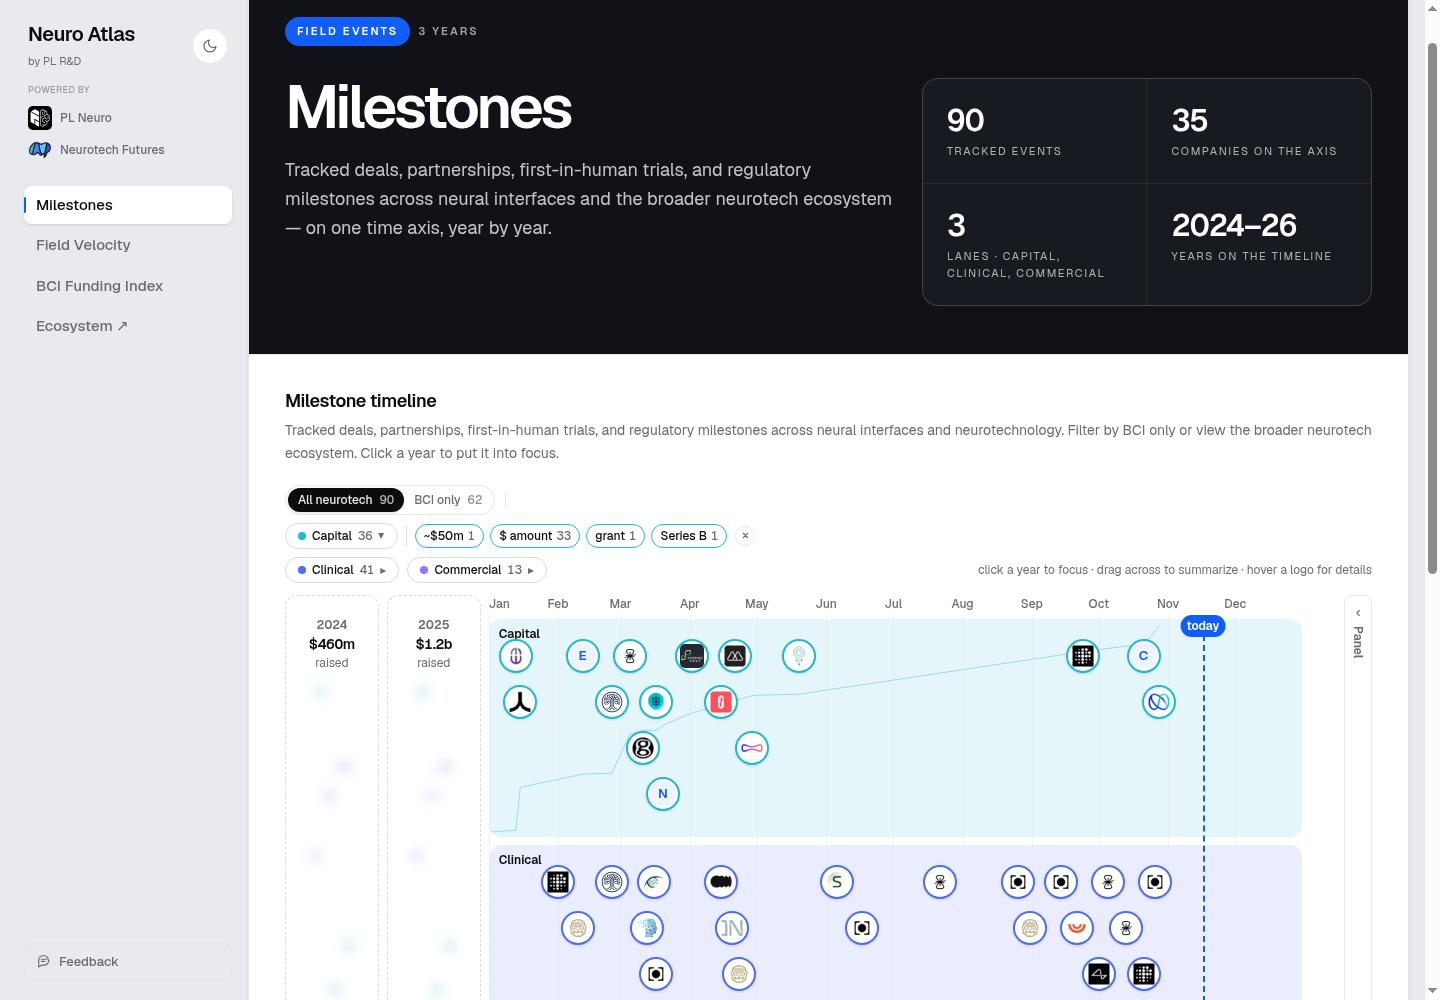 Neuro Atlas
by PL R&D
POWERED BY
PL Neuro
Neurotech Futures
Milestones
Field Velocity
BCI Funding Index
Ecosystem ↗
Feedback
FIELD EVENTS 3 YEARS
Milestones
Tracked deals, partnerships, first-in-human trials, and regulatory
milestones across neural interfaces and the broader neurotech ecosystem
— on one time axis, year by year.
90
TRACKED EVENTS
35
COMPANIES ON THE AXIS
3
LANES · CAPITAL,
CLINICAL, COMMERCIAL
2024–26
YEARS ON THE TIMELINE
Milestone timeline
Tracked deals, partnerships, first-in-human trials, and regulatory milestones across neural interfaces and neurotechnology. Filter by BCI only or view the broader neurotech
ecosystem. Click a year to put it into focus.
All neurotech 90 BCI only 62
Capital 36 ▾ ~$50m 1 $ amount 33 grant 1 Series B 1 ×
Clinical 41 ▸ Commercial 13 ▸ click a year to focus · drag across to summarize · hover a logo for details
2024
$460m
raised
2025
$1.2b
raised
Jan Feb Mar Apr May Jun Jul Aug Sep Oct Nov Dec
today
‹ Panel
Capital
E
C
N
Clinical
S